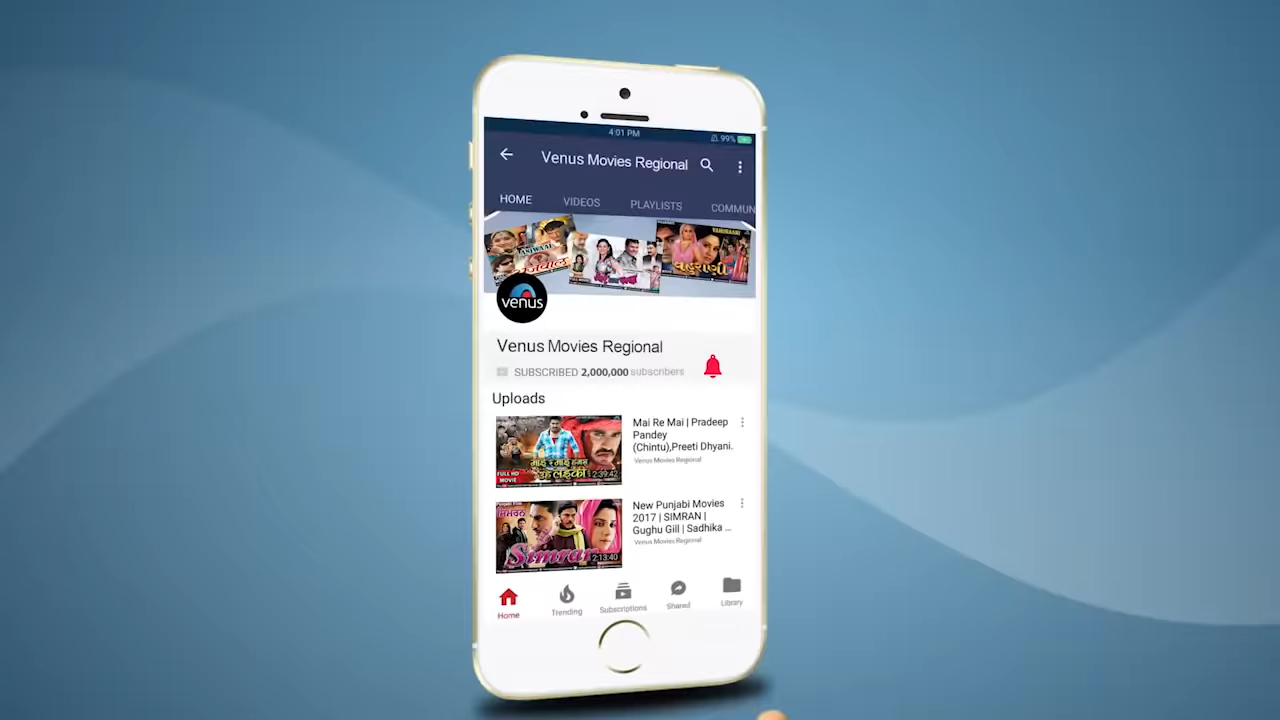 4:01 PM
99%
Venus Movies Regional
HOME
VIDEOS
PLAYLISTS
COMMUN
VAHURAANI
વહુરાણી
venus
Venus Movies Regional
SUBSCRIBED 2,000,000 subscribers
Uploads
Mai Re Mai | Pradeep
Pandey
(Chintu),Preeti Dhyani.
Venus Movies Regional
FULL HD
MOVIE
2:39:42
New Punjabi Movies
2017 | SIMRAN |
Gughu Gill | Sadhika ...
Venus Movies Regional
Simran
2:13:40
Home
Trending
Subscriptions
Shared
Library